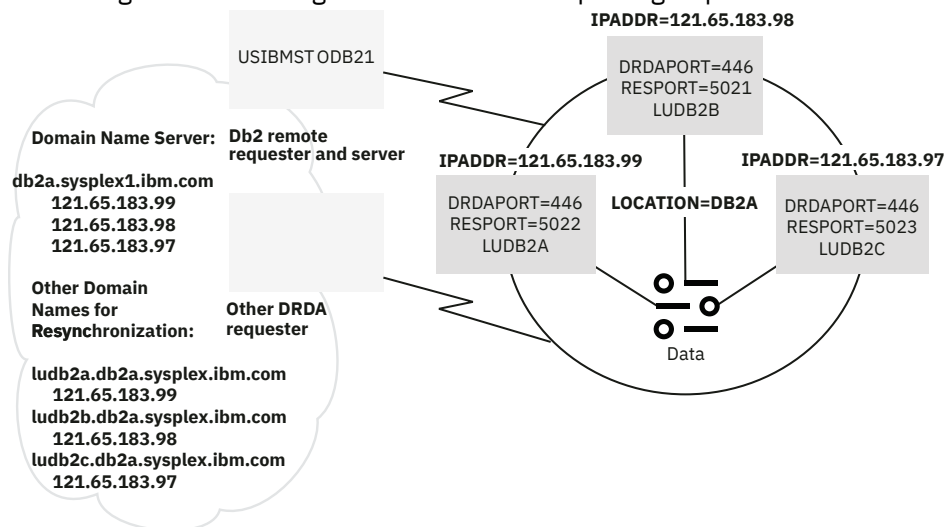 IPADDR=121.65.183.98
USIBMSTODB21
DRDAPORT=446
RESPORT=5021
LUDB2B
Domain Name Server:
Db2 remote
requester and server
db2a.sysplex1.ibm.com
121.65.183.99
121.65.183.98
121.65.183.97
IPADDR=121.65.183.99
DRDAPORT=446
RESPORT=5022
LUDB2A
LOCATION=DB2A
IPADDR=121.65.183.97
DRDAPORT=446
RESPORT=5023
LUDB2C
Other Domain
Names for
Resynchronization:
Other DRDA
requester
Data
ludb2a.db2a.sysplex.ibm.com
121.65.183.99
ludb2b.db2a.sysplex.ibm.com
121.65.183.98
ludb2c.db2a.sysplex.ibm.com
121.65.183.97